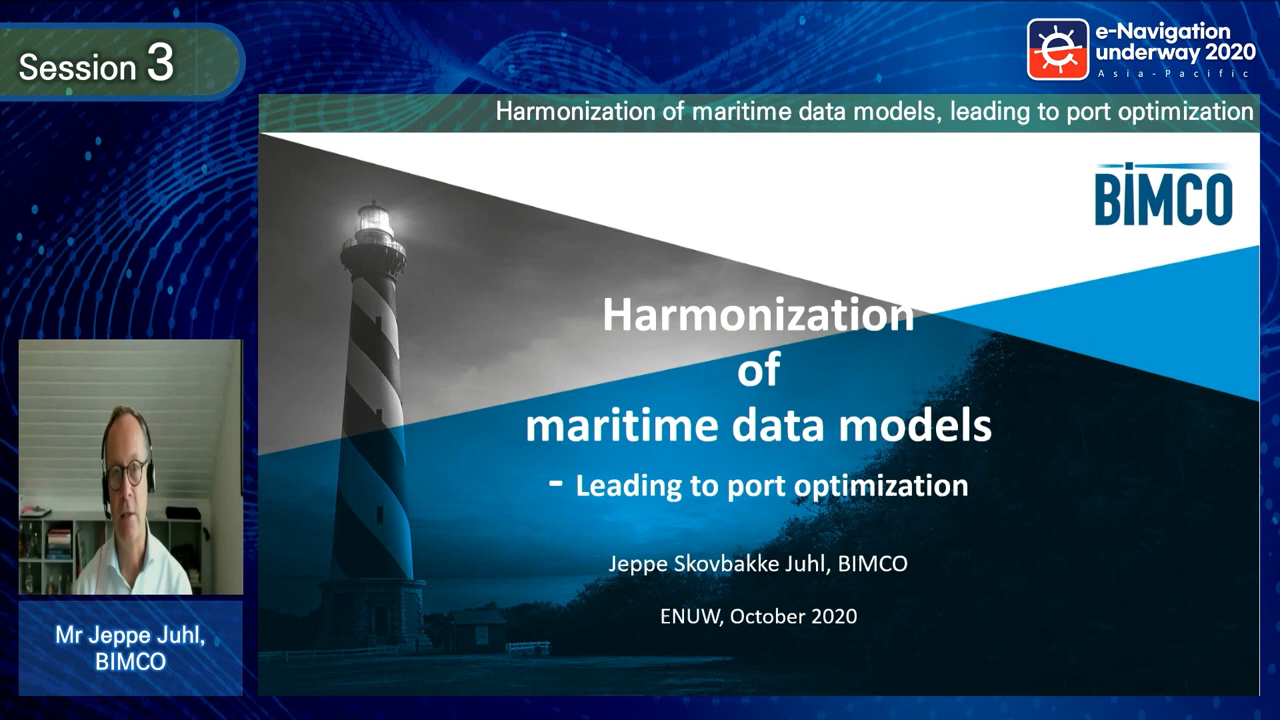 Session 3
e-Navigation
underway 2020
Asia-Pacific
Harmonization of maritime data models, leading to port optimization
BIMCO
Harmonization
of
maritime data models
- Leading to port optimization
Jeppe Skovbakke Juhl, BIMCO
ENUW, October 2020
Mr Jeppe Juhl,
BIMCO